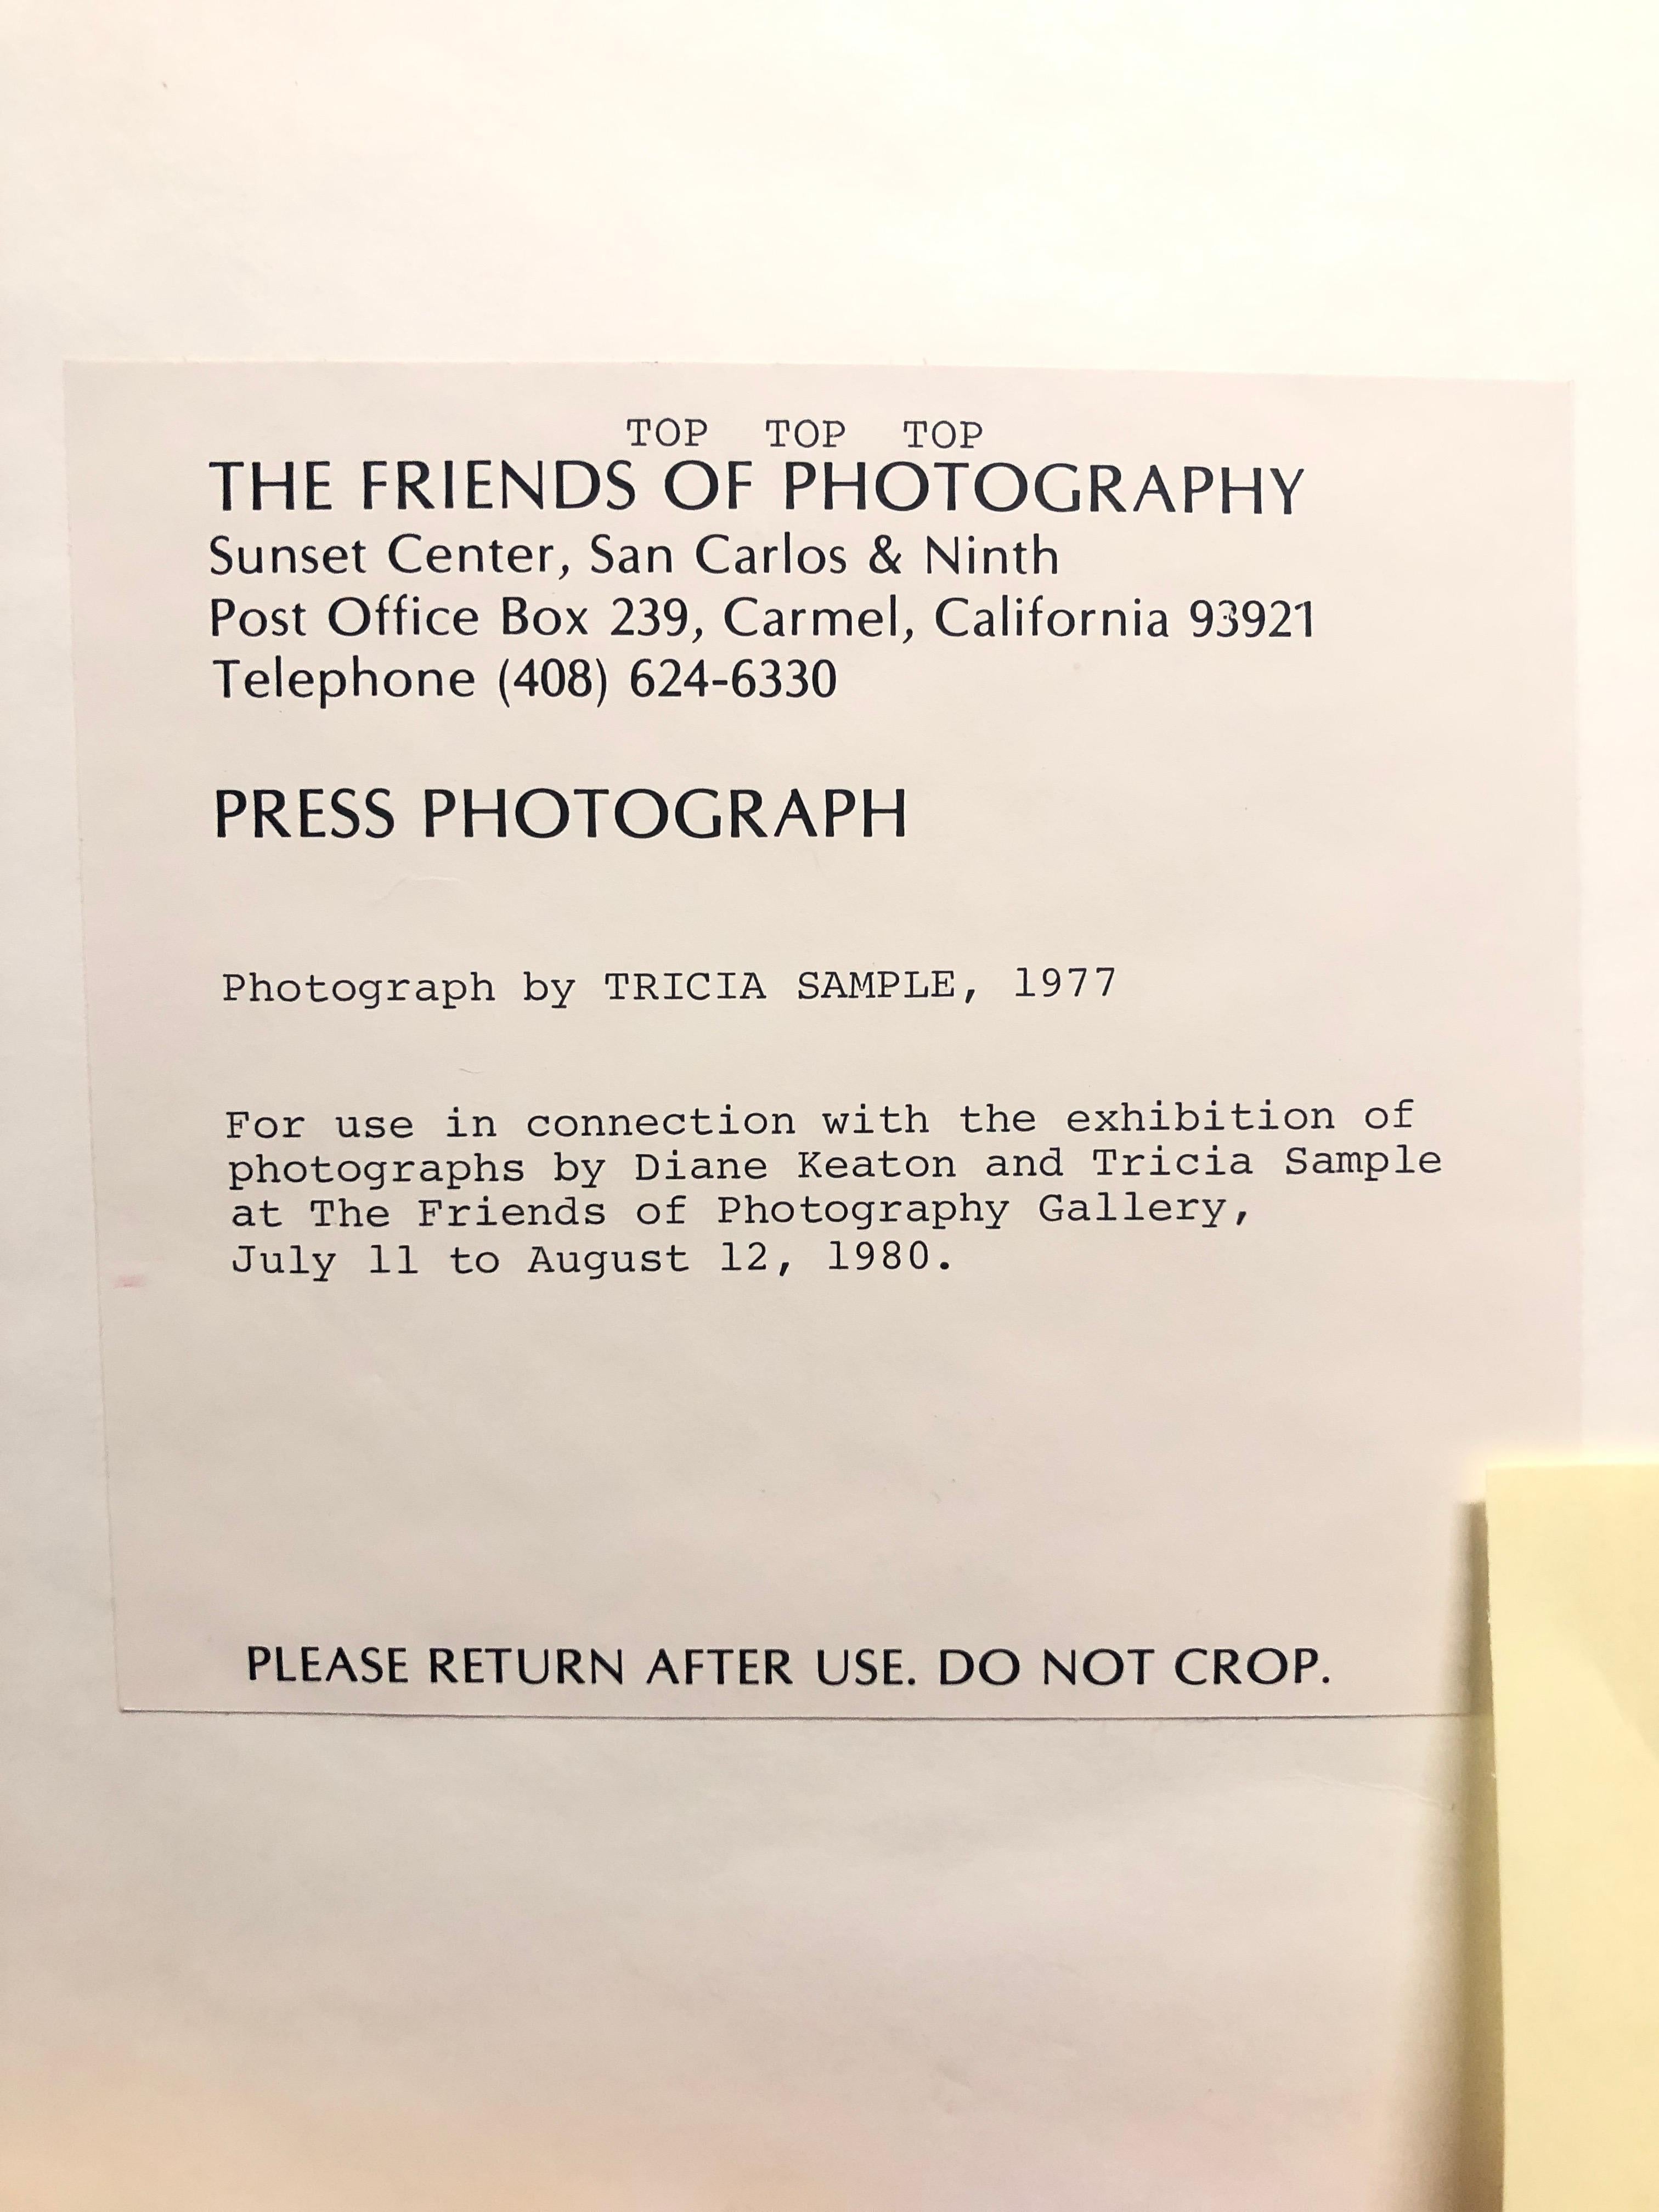 TOP TOP TOP
THE FRIENDS OF PHOTOGRAPHY
Sunset Center, San Carlos & Ninth
Post Office Box 239, Carmel, California 93921
Telephone (408) 624-6330
PRESS PHOTOGRAPH
Photograph by TRICIA SAMPLE, 1977
For use in connection with the exhibition of
photographs by Diane Keaton and Tricia Sample
at The Friends of Photography Gallery,
July 11 to August 12, 1980.
PLEASE RETURN AFTER USE. DO NOT CROP.